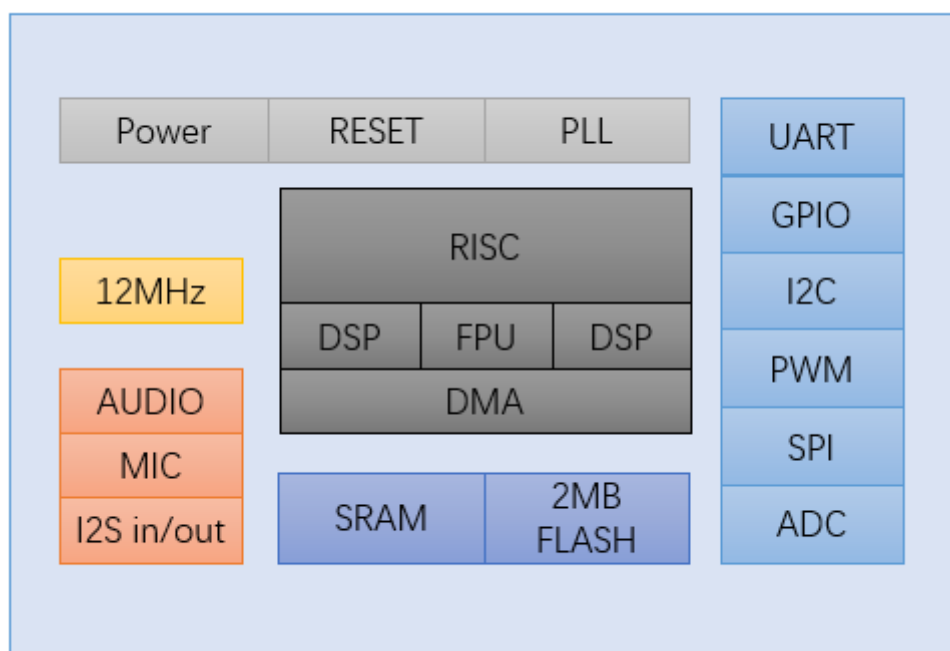 Power
RESET
PLL
UART
GPIO
RISC
12MHz
I2C
DSP
FPU
DSP
PWM
AUDIO
DMA
MIC
SPI
SRAM
2MB
FLASH
I2S in/out
ADC